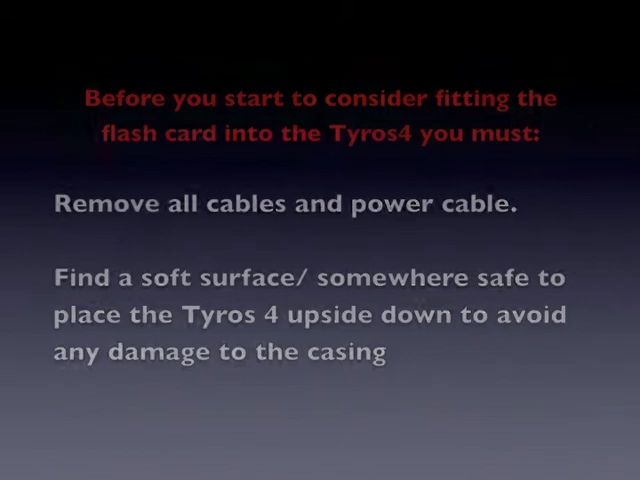 Before you start to consider fitting the
flash card into the Tyros4 you must:
Remove all cables and power cable.
Find a soft surface/ somewhere safe to
place the Tyros 4 upside down to avoid
any damage to the casing